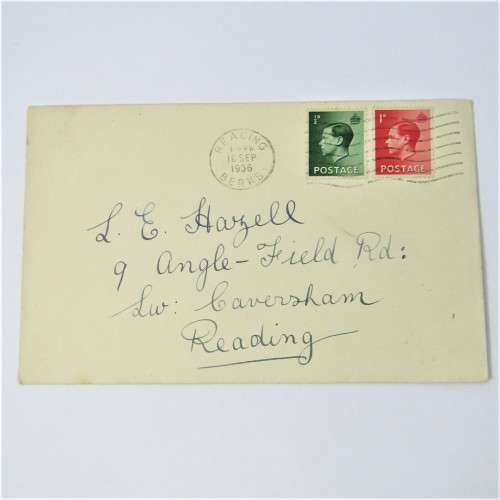 READING
16 SEP
1936
BERKS
½D
POSTAGE
1D
POSTAGE
L. E. Hazell
9 Angle-Field Rd:
Lw: Caversham
Reading